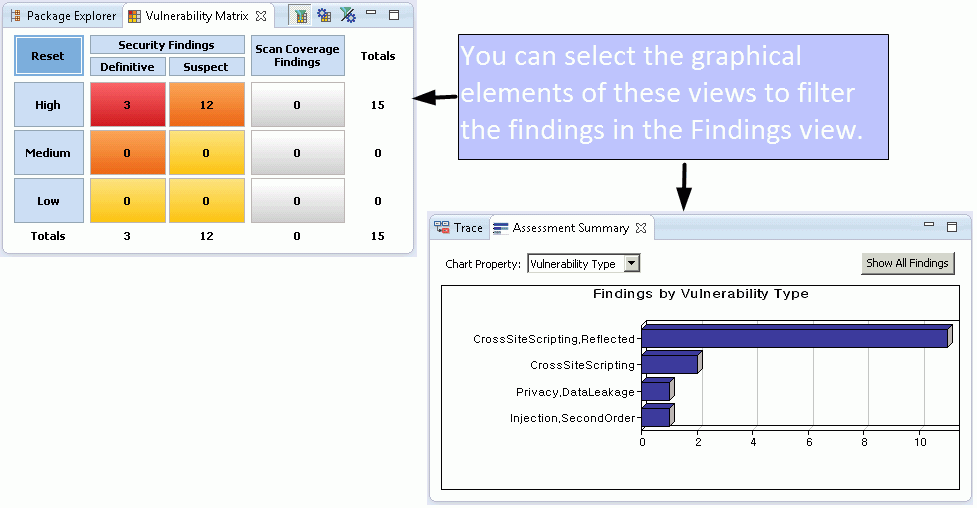 Package Explorer Vulnerability Matrix
Reset Security Findings Scan Coverage Findings Totals
Definitive Suspect
High 3 12 0 15
Medium 0 0 0 0
Low 0 0 0 0
Totals 3 12 0 15
You can select the graphical
elements of these views to filter
the findings in the Findings view.
Trace Assessment Summary
Chart Property: Vulnerability Type Show All Findings
Findings by Vulnerability Type
CrossSiteScripting,Reflected
CrossSiteScripting
Privacy,DataLeakage
Injection,SecondOrder
0 2 4 6 8 10